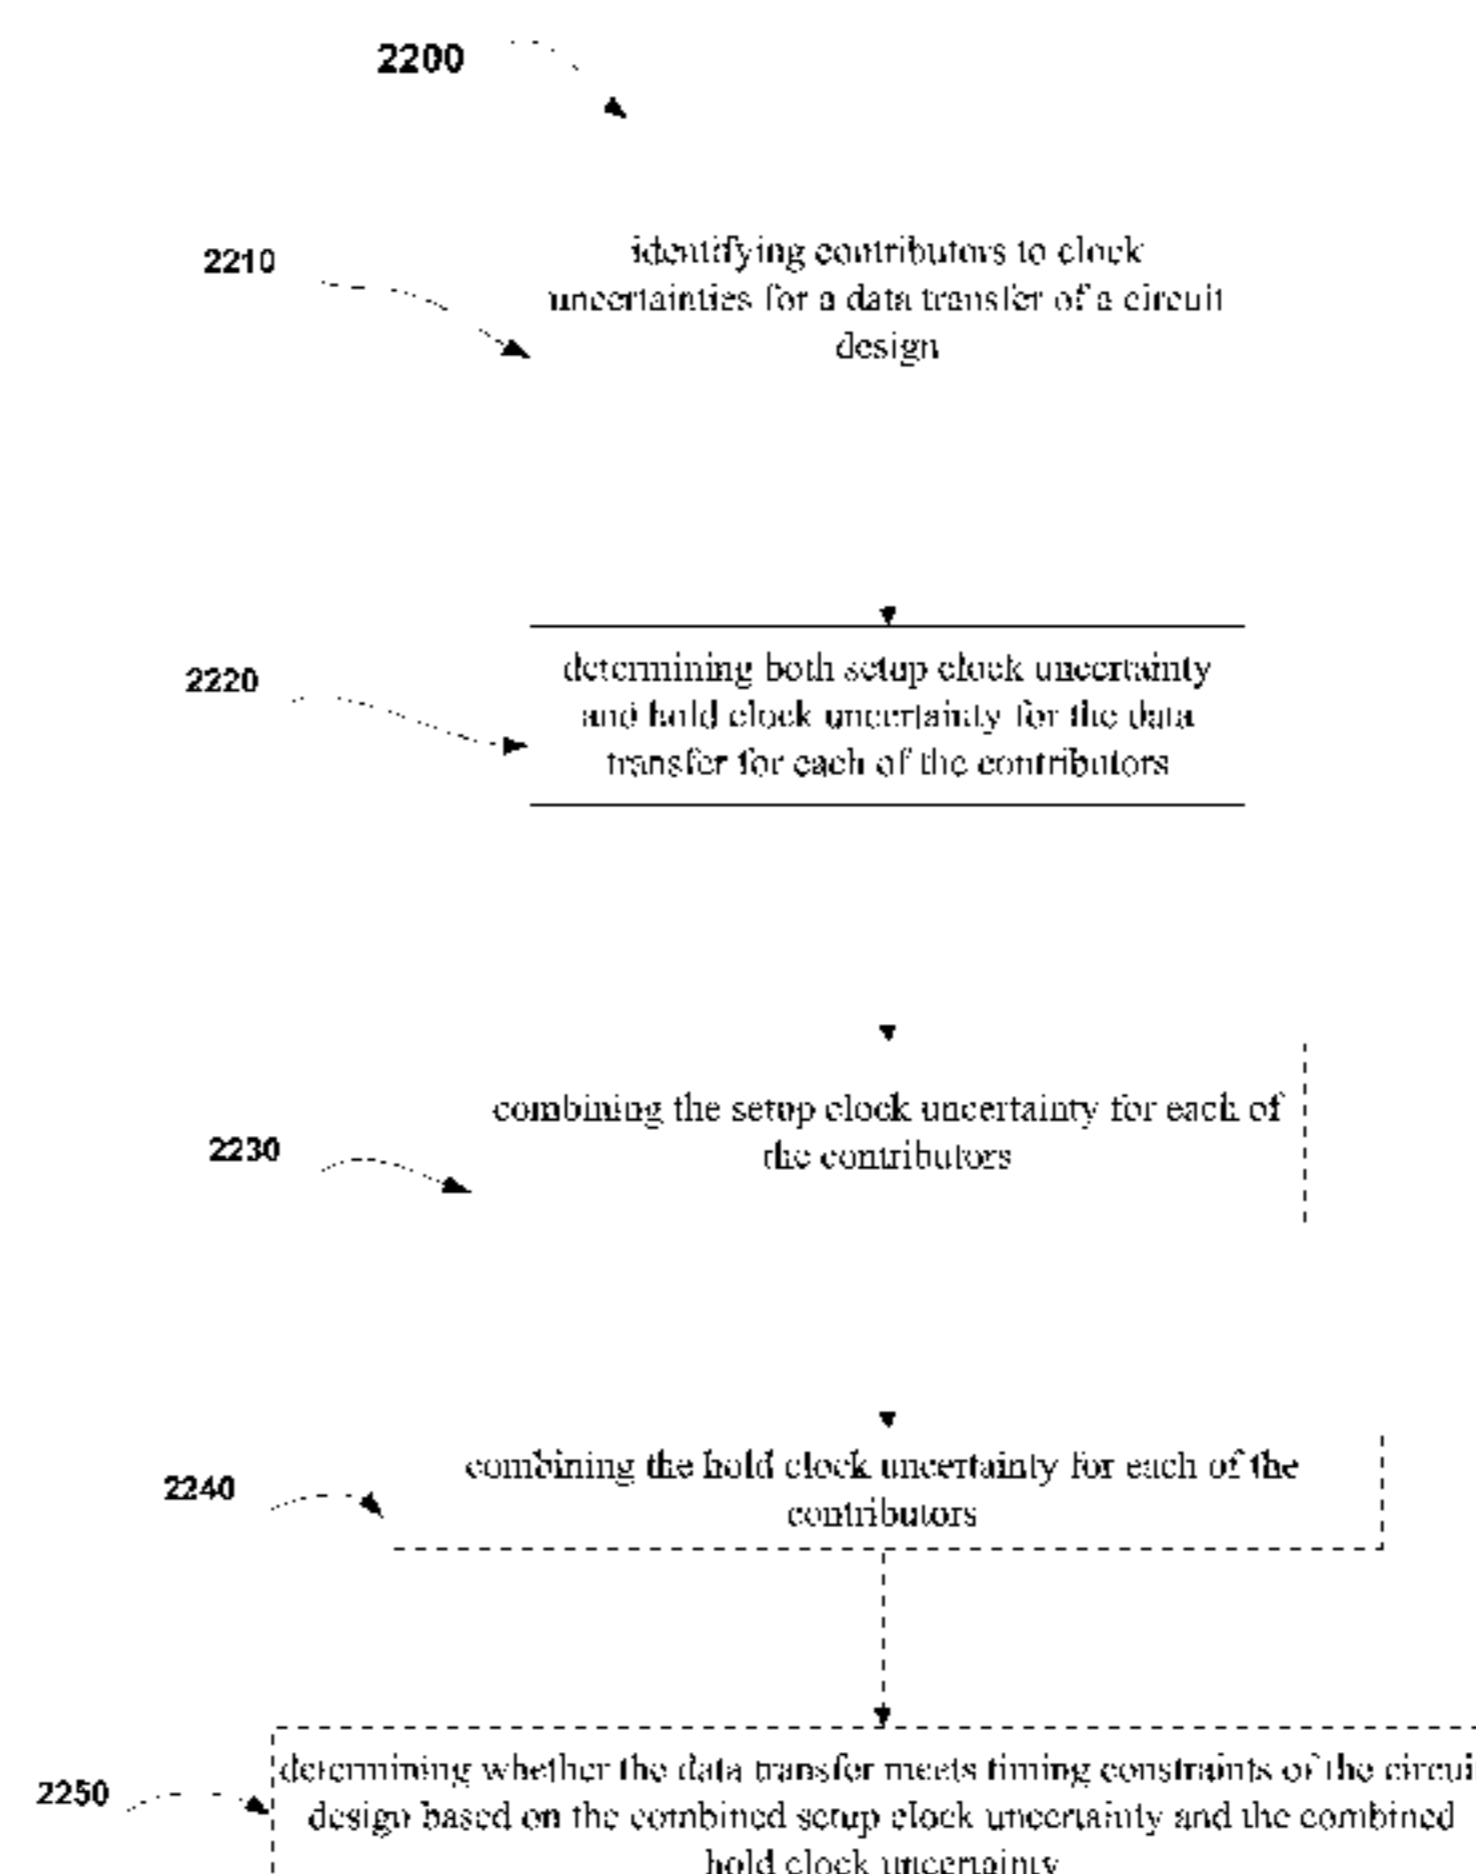 2200
2210
identifying contributors to clock
uncertainties for a data transfer of a circuit
design
2220
determining both setup clock uncertainty
and hold clock uncertainty for the data
transfer for each of the contributors
2230
combining the setup clock uncertainty for each of
the contributors
2240
combining the hold clock uncertainty for each of the
contributors
2250
determining whether the data transfer meets timing constraints of the circui
design based on the combined setup clock uncertainty and the combined
hold clock uncertainty